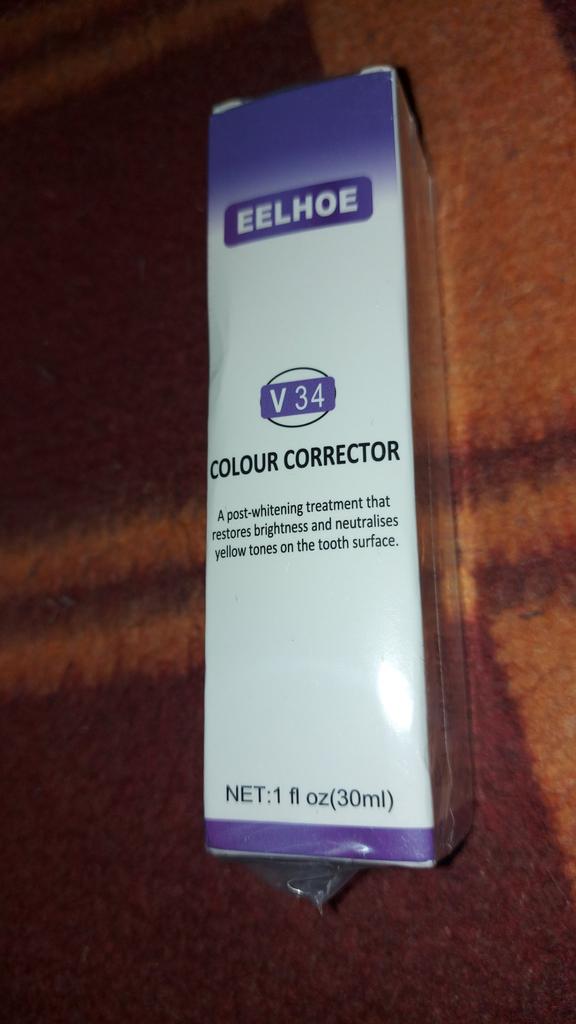 EELHOE
V 34
COLOUR CORRECTOR
A post-whitening treatment that
restores brightness and neutralises
yellow tones on the tooth surface.
NET:1 fl oz(30ml)